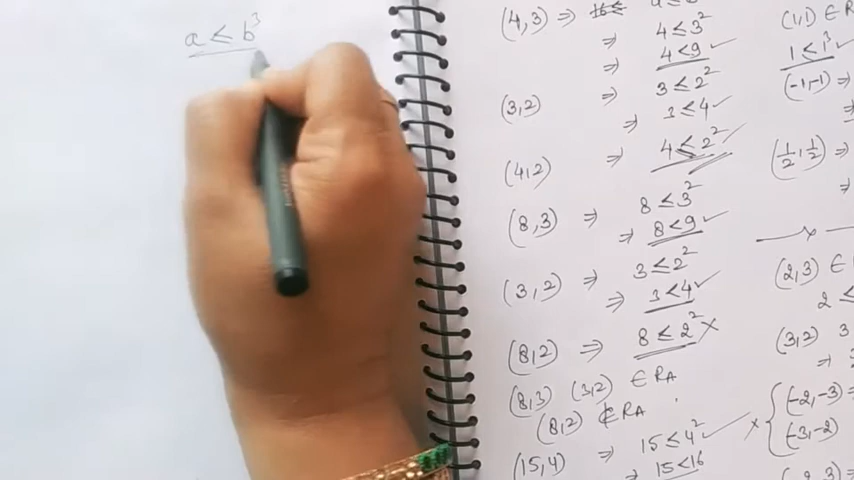 a ≤ b³
(4,3) ⇒
⇒ 4 ≤ 3²
⇒ 4 < 9 ✓
(3,2) ⇒ 3 ≤ 2²
⇒ 3 ≤ 4 ✓
(4,2) ⇒ 4 ≤ 2² ✓
(8,3) ⇒ 8 ≤ 3²
⇒ 8 < 9 ✓
(3,2) ⇒ 3 ≤ 2²
⇒ 3 ≤ 4 ✓
(8,2) ⇒ 8 ≤ 2² ×
(8,3) (3,2) ∈ RA
(8,2) ∉ RA
(15,4) ⇒ 15 ≤ 4² ✓
⇒ 15 < 16
(1,1) ∈ R
1 ≤ 1³ ✓
(-1,-1) ⇒
(1/2, 1/2) ⇒
⇒
(2,3) ∈
2 ≤
(3,2) 3
⇒
× { (-2,-3) =
(-3,-2)